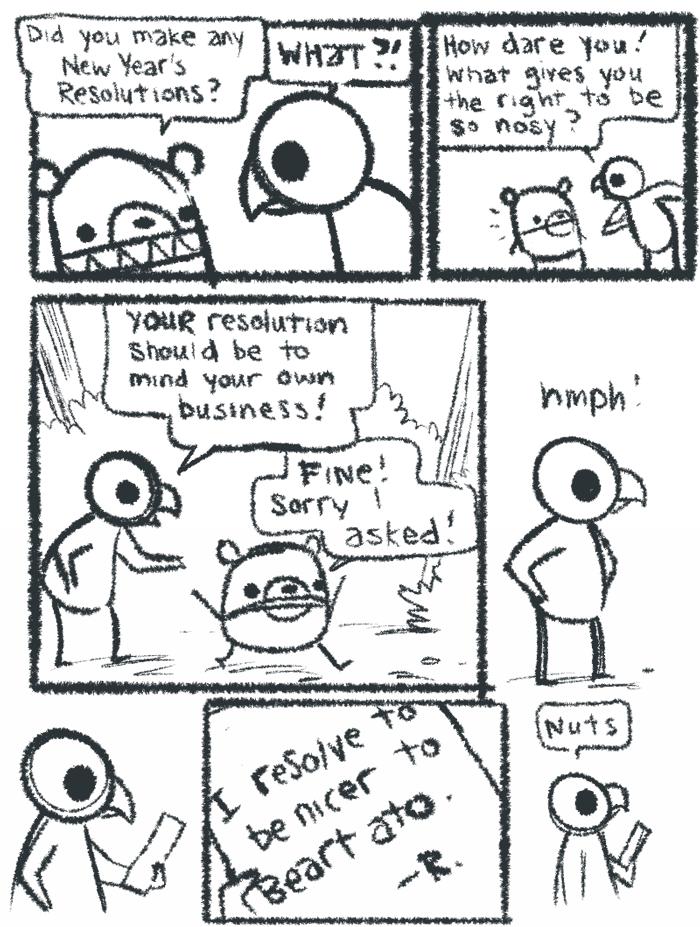 Did you make any
New Year's
Resolutions?
WHAT?!
How dare you!
What gives you
the right to be
so nosy?
YOUR resolution
should be to
mind your own
business!
FINE!
Sorry I
asked!
hmph!
I resolve to
be nicer to
Beart ato.
-R.
Nuts